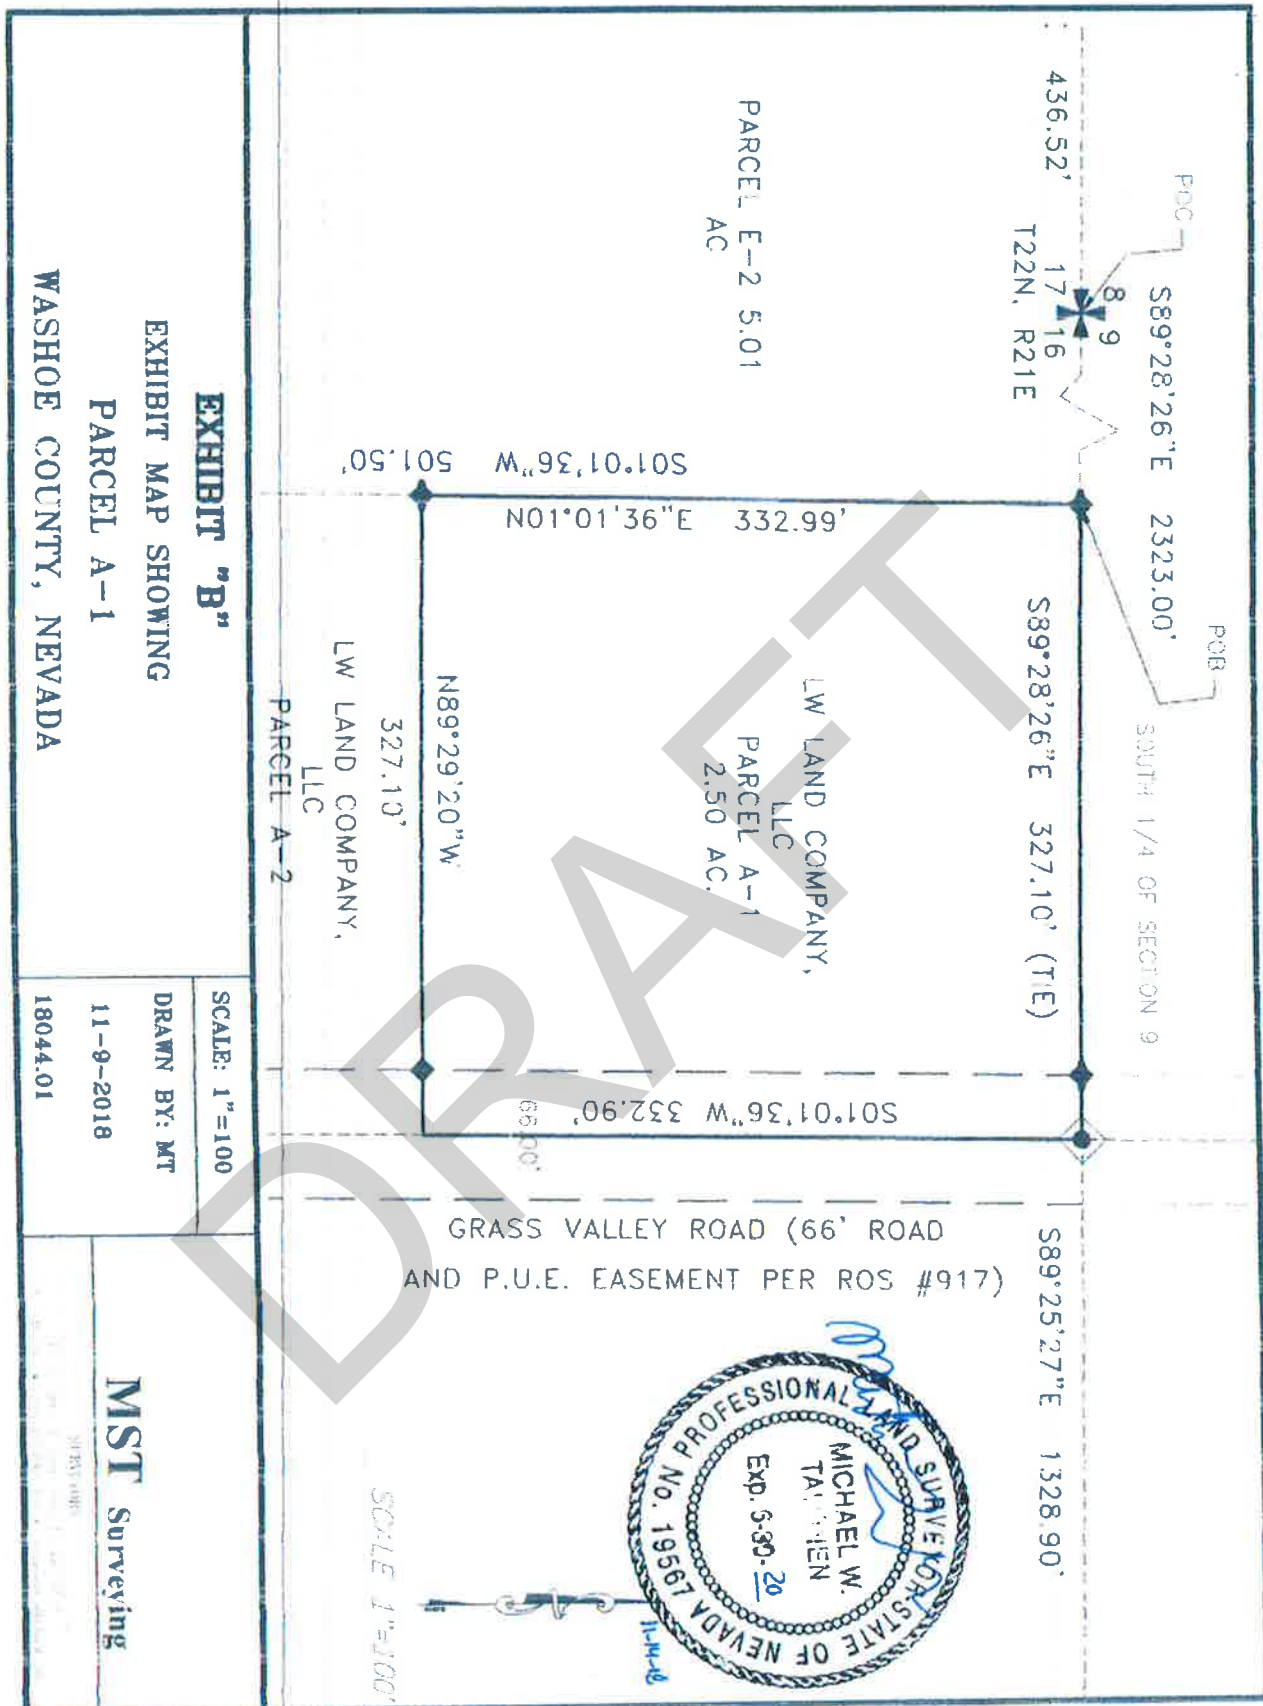 POC
S89°28'26"E 2323.00'
POB
SOUTH 1/4 OF SECTION 9
8 9
17 16
436.52'
T22N, R21E
S89°28'26"E 327.10' (TIE)
S89°25'27"E 1328.90'
PARCEL E-2 5.01
AC
S01°01'36"W 501.50'
N01°01'36"E 332.99'
LW LAND COMPANY,
LLC
PARCEL A-1
2.50 AC.
S01°01'36"W 332.90'
66.00'
GRASS VALLEY ROAD (66' ROAD
AND P.U.E. EASEMENT PER ROS #917)
N89°29'20"W
327.10'
LW LAND COMPANY,
LLC
PARCEL A-2
PROFESSIONAL LAND SURVEYOR-STATE OF NEVADA
NO. 19567
MICHAEL W.
Exp. 6-30-20
11-14-18
SCALE 1"=100'
DRAFT
EXHIBIT "B"
EXHIBIT MAP SHOWING
PARCEL A-1
WASHOE COUNTY, NEVADA
SCALE: 1"=100
DRAWN BY: MT
11-9-2018
18044.01
MST Surveying